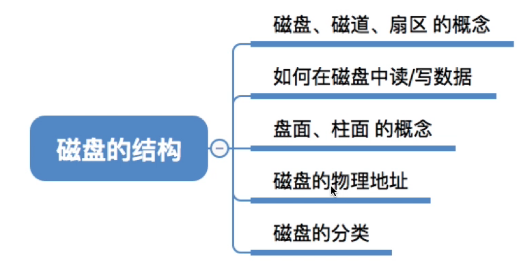 磁盘的结构
磁盘、磁道、扇区 的概念
如何在磁盘中读/写数据
盘面、柱面 的概念
磁盘的物理地址
磁盘的分类